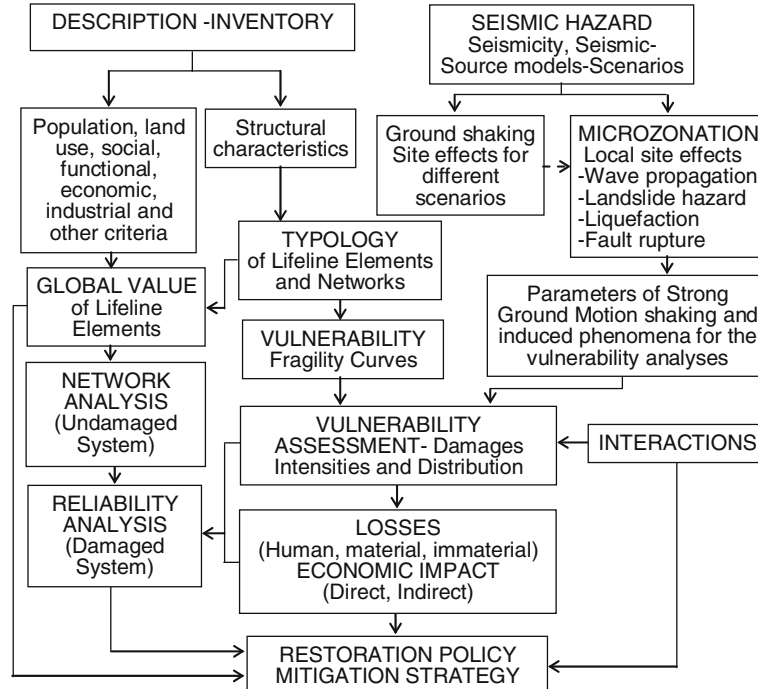 DESCRIPTION -INVENTORY
SEISMIC HAZARD
Seismicity, Seismic-
Source models-Scenarios
Population, land
use, social,
functional,
economic,
industrial and
other criteria
Structural
characteristics
Ground shaking
Site effects for
different
scenarios
MICROZONATION
Local site effects
-Wave propagation
-Landslide hazard
-Liquefaction
-Fault rupture
TYPOLOGY
of Lifeline Elements
and Networks
GLOBAL VALUE
of Lifeline
Elements
Parameters of Strong
Ground Motion shaking and
induced phenomena for the
vulnerability analyses
VULNERABILITY
Fragility Curves
NETWORK
ANALYSIS
(Undamaged
System)
VULNERABILITY
ASSESSMENT- Damages
Intensities and Distribution
INTERACTIONS
RELIABILITY
ANALYSIS
(Damaged
System)
LOSSES
(Human, material, immaterial)
ECONOMIC IMPACT
(Direct, Indirect)
RESTORATION POLICY
MITIGATION STRATEGY